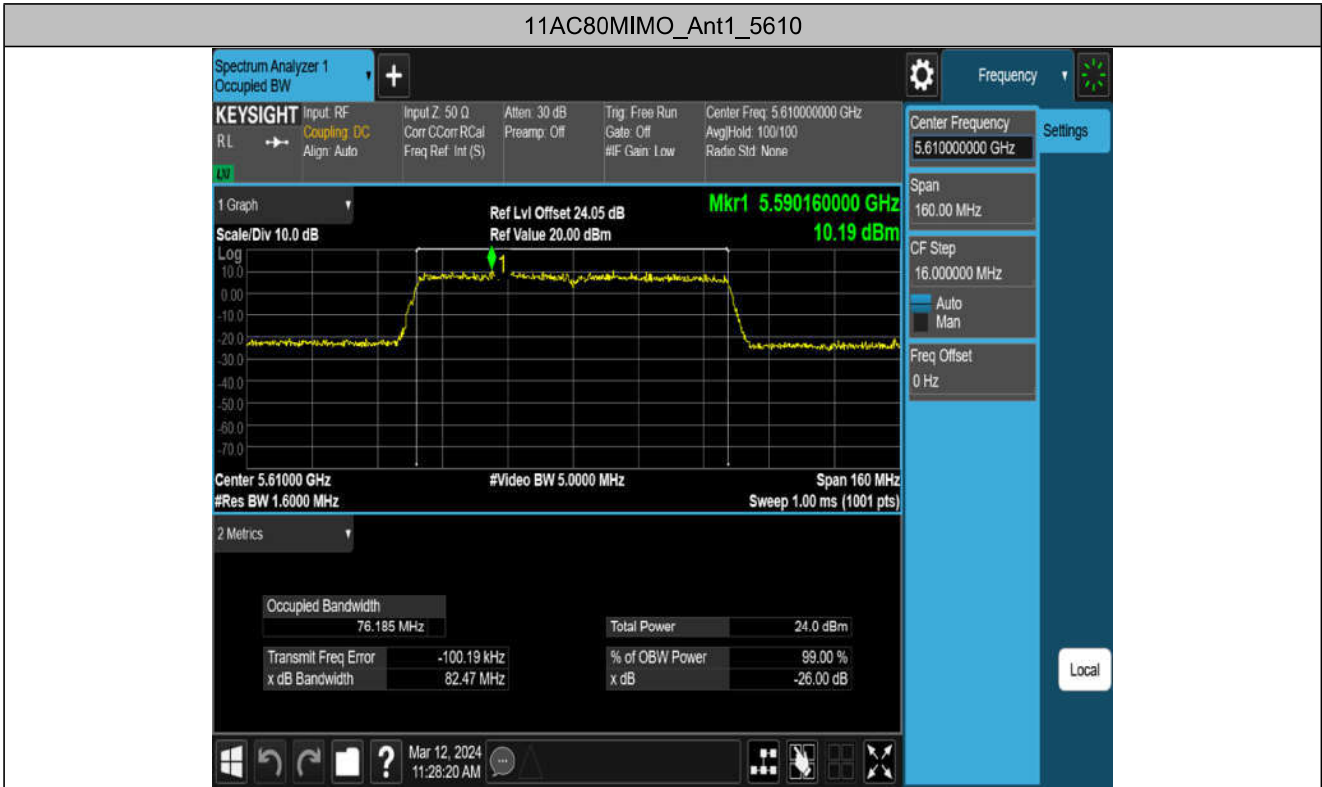 11AC80MIMO_Ant1_5610
Spectrum Analyzer 1
Occupied BW
+
Frequency
KEYSIGHT
R L
LXI
Input: RF
Coupling: DC
Align: Auto
Input Z: 50 Ω
Corr CCorr RCal
Freq Ref: Int (S)
Atten: 30 dB
Preamp: Off
Trig: Free Run
Gate: Off
#IF Gain: Low
Center Freq: 5.610000000 GHz
Avg|Hold: 100/100
Radio Std: None
Center Frequency
5.610000000 GHz
Settings
Span
160.00 MHz
CF Step
16.000000 MHz
Auto
Man
Freq Offset
0 Hz
Local
1 Graph
Scale/Div 10.0 dB
Ref Lvl Offset 24.05 dB
Ref Value 20.00 dBm
Mkr1 5.590160000 GHz
10.19 dBm
Log
10.0
0.00
-10.0
-20.0
-30.0
-40.0
-50.0
-60.0
-70.0
1
Center 5.61000 GHz
#Res BW 1.6000 MHz
#Video BW 5.0000 MHz
Span 160 MHz
Sweep 1.00 ms (1001 pts)
2 Metrics
Occupied Bandwidth
76.185 MHz
Total Power 24.0 dBm
Transmit Freq Error -100.19 kHz
% of OBW Power 99.00 %
x dB Bandwidth 82.47 MHz
x dB -26.00 dB
?
Mar 12, 2024
11:28:20 AM